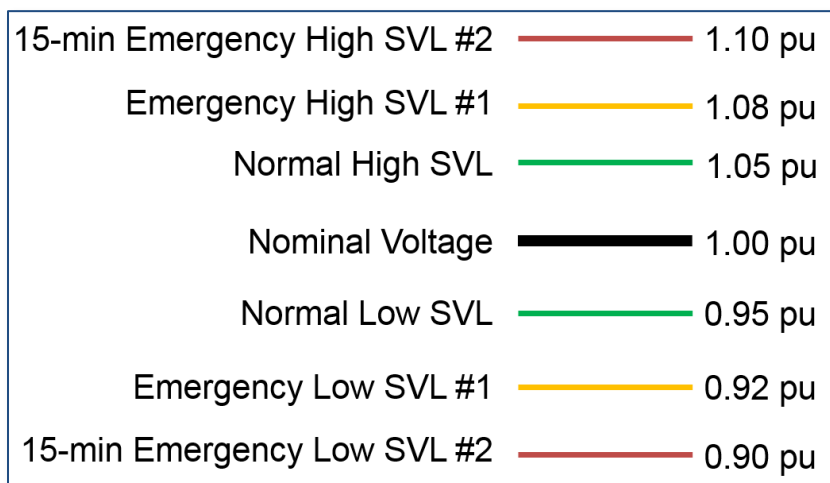 15-min Emergency High SVL #2 1.10 pu
Emergency High SVL #1 1.08 pu
Normal High SVL 1.05 pu
Nominal Voltage 1.00 pu
Normal Low SVL 0.95 pu
Emergency Low SVL #1 0.92 pu
15-min Emergency Low SVL #2 0.90 pu